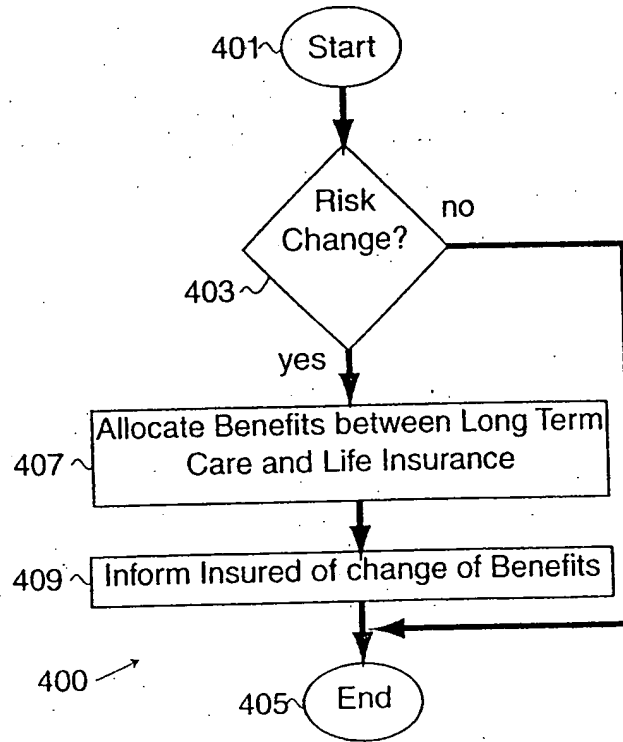 401
Start
Risk
Change?
no
403
yes
407
Allocate Benefits between Long Term
Care and Life Insurance
409
Inform Insured of change of Benefits
400
405
End